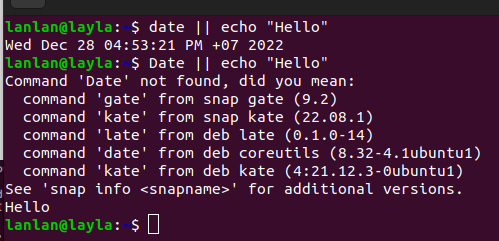 lanlan@layla:~$ date || echo "Hello"
Wed Dec 28 04:53:21 PM +07 2022
lanlan@layla:~$ Date || echo "Hello"
Command 'Date' not found, did you mean:
  command 'gate' from snap gate (9.2)
  command 'kate' from snap kate (22.08.1)
  command 'late' from deb late (0.1.0-14)
  command 'date' from deb coreutils (8.32-4.1ubuntu1)
  command 'kate' from deb kate (4:21.12.3-0ubuntu1)
See 'snap info <snapname>' for additional versions.
Hello
lanlan@layla:~$